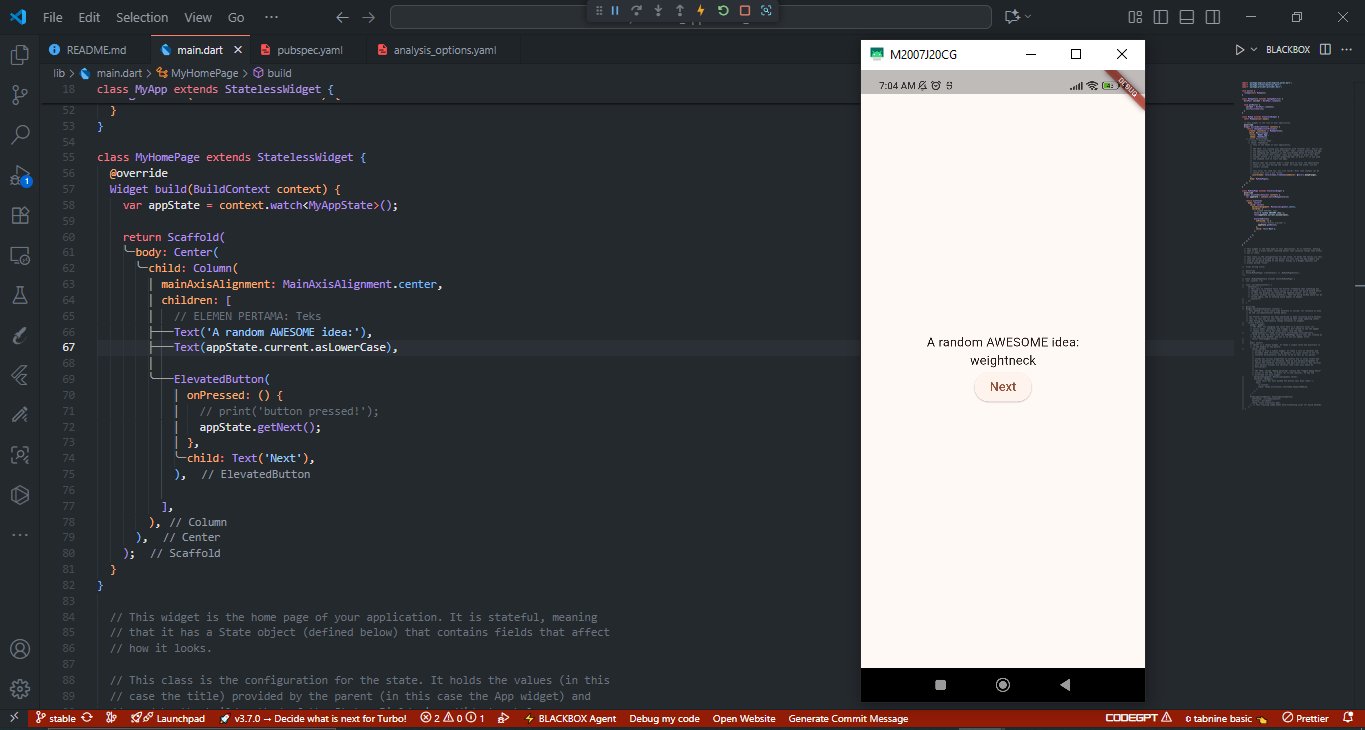 File Edit Selection View Go ···
README.md main.dart pubspec.yaml analysis_options.yaml BLACKBOX
lib > main.dart > MyHomePage > build
18 class MyApp extends StatelessWidget {
52 }
53 }
54
55 class MyHomePage extends StatelessWidget {
56 @override
57 Widget build(BuildContext context) {
58 var appState = context.watch<MyAppState>();
59
60 return Scaffold(
61 body: Center(
62 child: Column(
63 mainAxisAlignment: MainAxisAlignment.center,
64 children: [
65 // ELEMEN PERTAMA: Teks
66 Text('A random AWESOME idea:'),
67 Text(appState.current.asLowerCase),
68
69 ElevatedButton(
70 onPressed: () {
71 // print('button pressed!');
72 appState.getNext();
73 },
74 child: Text('Next'),
75 ), // ElevatedButton
76
77 ],
78 ), // Column
79 ), // Center
80 ); // Scaffold
81 }
82 }
83
84 // This widget is the home page of your application. It is stateful, meaning
85 // that it has a State object (defined below) that contains fields that affect
86 // how it looks.
87
88 // This class is the configuration for the state. It holds the values (in this
89 // case the title) provided by the parent (in this case the App widget) and
1
M2007J20CG
7:04 AM
DEBUG
A random AWESOME idea:
weightneck
Next
stable Launchpad v3.7.0 → Decide what is next for Turbo! 2 0 1 BLACKBOX Agent Debug my code Open Website Generate Commit Message CODEGPT tabnine basic Prettier